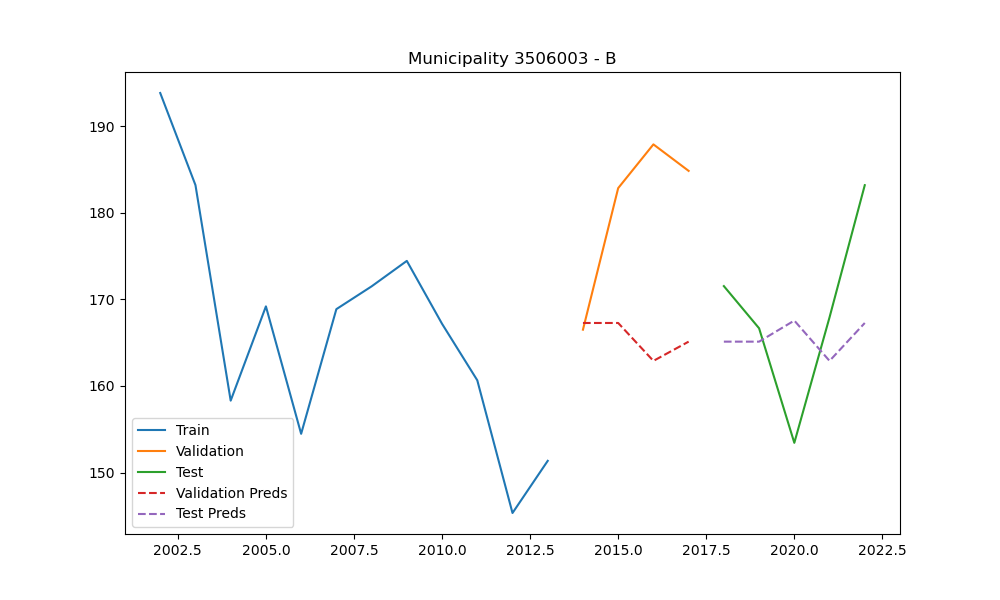 Municipality 3506003 - B
190
180
170
160
150
Train
Validation
Test
Validation Preds
Test Preds
2002.5 2005.0 2007.5 2010.0 2012.5 2015.0 2017.5 2020.0 2022.5